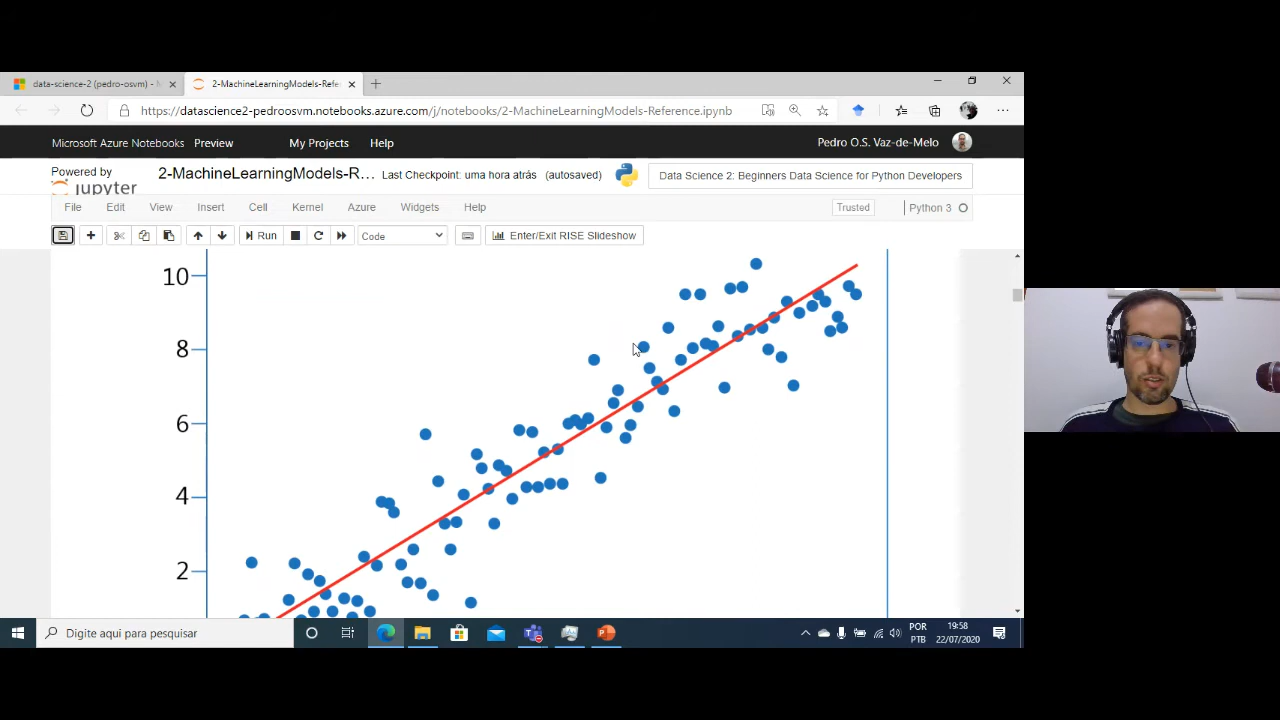 data-science-2 (pedro-osvm) - M
2-MachineLearningModels-Refe
https://datascience2-pedroosvm.notebooks.azure.com/j/notebooks/2-MachineLearningModels-Reference.ipynb
Microsoft Azure Notebooks Preview My Projects Help Pedro O.S. Vaz-de-Melo
Powered by
jupyter 2-MachineLearningModels-R... Last Checkpoint: uma hora atrás (autosaved) Data Science 2: Beginners Data Science for Python Developers
File Edit View Insert Cell Kernel Azure Widgets Help Trusted Python 3
Run Code Enter/Exit RISE Slideshow
10
8
6
4
2
Digite aqui para pesquisar
POR 19:58
PTB 22/07/2020